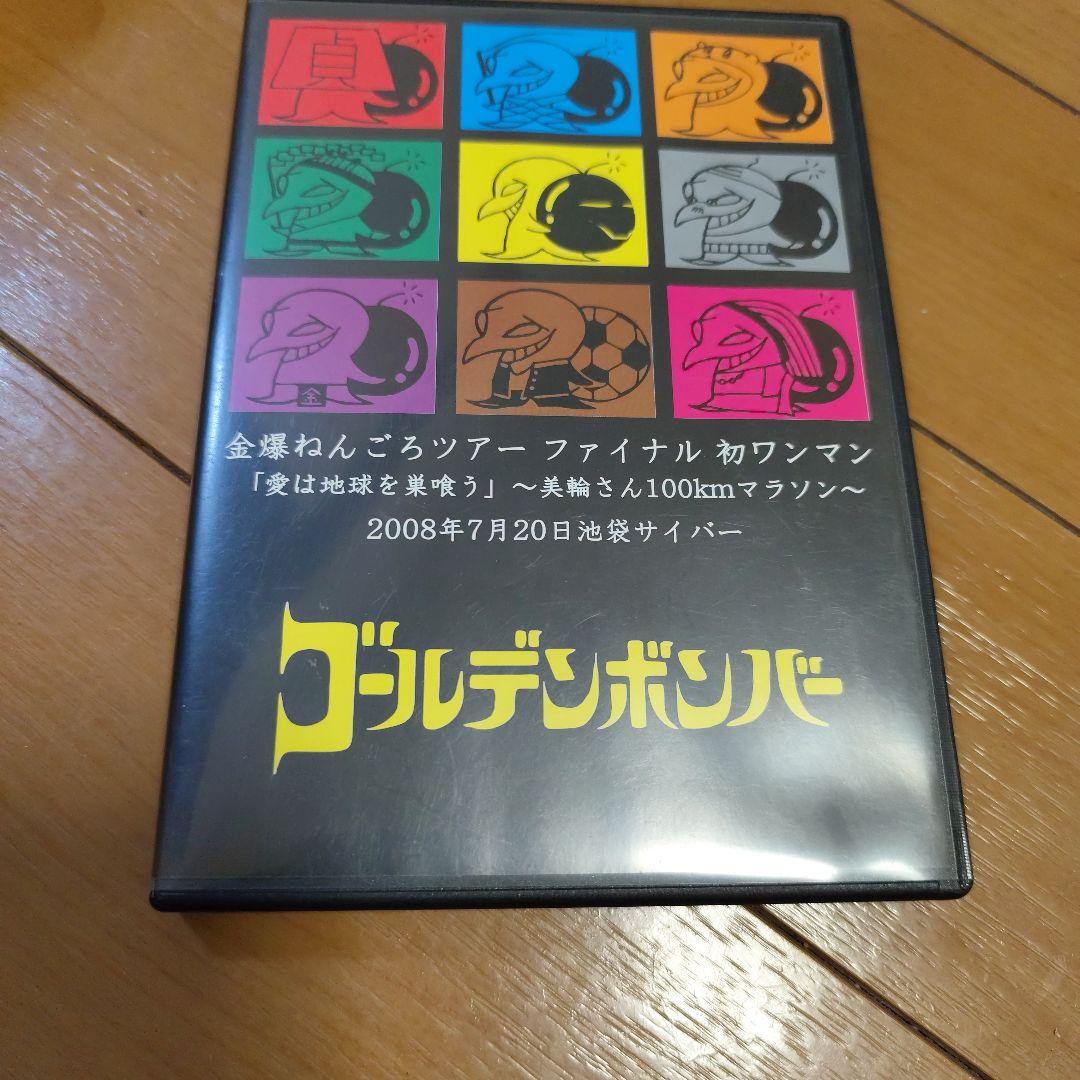 貞
金
金爆ねんごろツアー ファイナル 初ワンマン
「愛は地球を巣喰う」～美輪さん100kmマラソン～
2008年7月20日池袋サイバー
ゴールデンボンバー